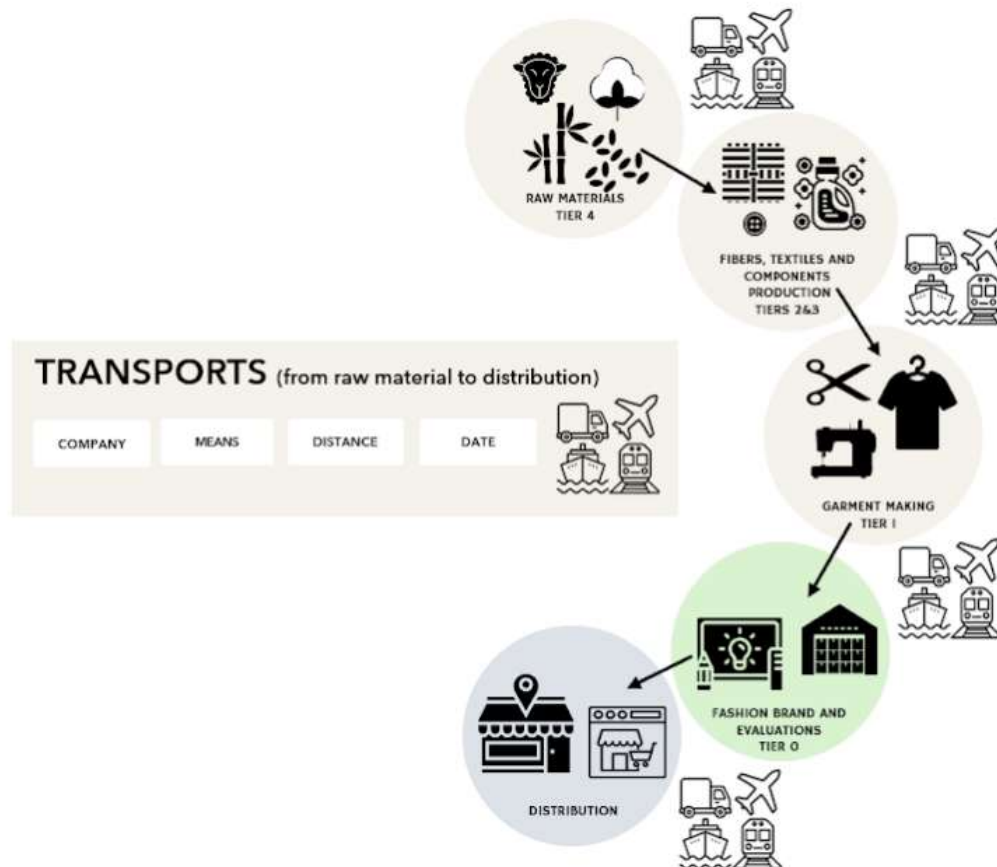 RAW MATERIALS
TIER 4
FIBERS, TEXTILES AND
COMPONENTS
PRODUCTION
TIERS 2&3
TRANSPORTS (from raw material to distribution)
COMPANY
MEANS
DISTANCE
DATE
GARMENT MAKING
TIER 1
FASHION BRAND AND
EVALUATIONS
TIER 0
DISTRIBUTION